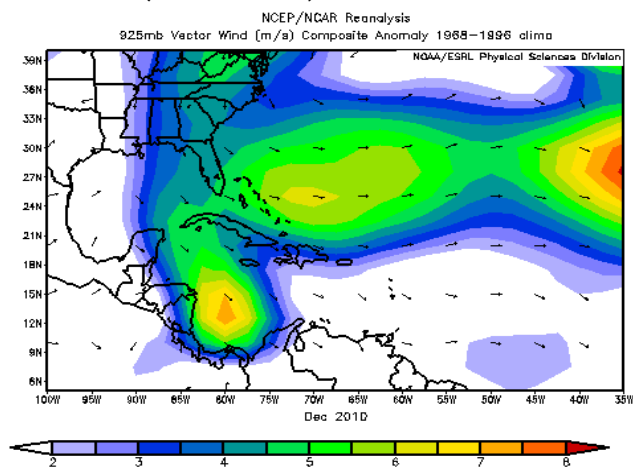 NCEP/NCAR Reanalysis
925mb Vector Wind (m/s) Composite Anomaly 1968-1996 clima
NOAA/ESRL Physical Sciences Division
39N
36N
33N
30N
27N
24N
21N
18N
15N
12N
9N
6N
100W 95W 90W 85W 80W 75W 70W 65W 60W 55W 50W 45W 40W 35W
Dec 2010
2 3 4 5 6 7 8